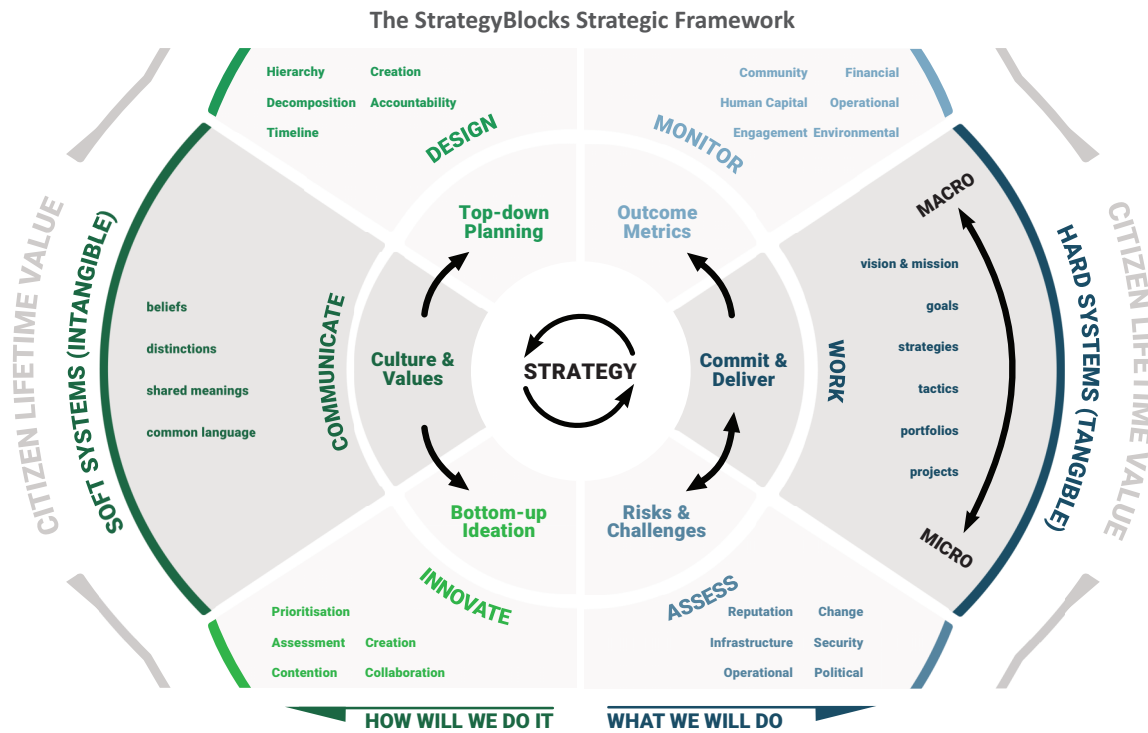 The StrategyBlocks Strategic Framework
Hierarchy
Creation
Decomposition
Accountability
Timeline
DESIGN
Community
Financial
Human Capital
Operational
Engagement
Environmental
MONITOR
Top-down
Planning
Outcome
Metrics
CITIZEN LIFETIME VALUE
SOFT SYSTEMS (INTANGIBLE)
beliefs
distinctions
shared meanings
common language
COMMUNICATE
Culture &
Values
STRATEGY
Commit &
Deliver
WORK
MACRO
vision & mission
goals
strategies
tactics
portfolios
projects
MICRO
HARD SYSTEMS (TANGIBLE)
CITIZEN LIFETIME VALUE
Bottom-up
Ideation
Risks &
Challenges
INNOVATE
Prioritisation
Assessment
Creation
Contention
Collaboration
ASSESS
Reputation
Change
Infrastructure
Security
Operational
Political
HOW WILL WE DO IT
WHAT WE WILL DO